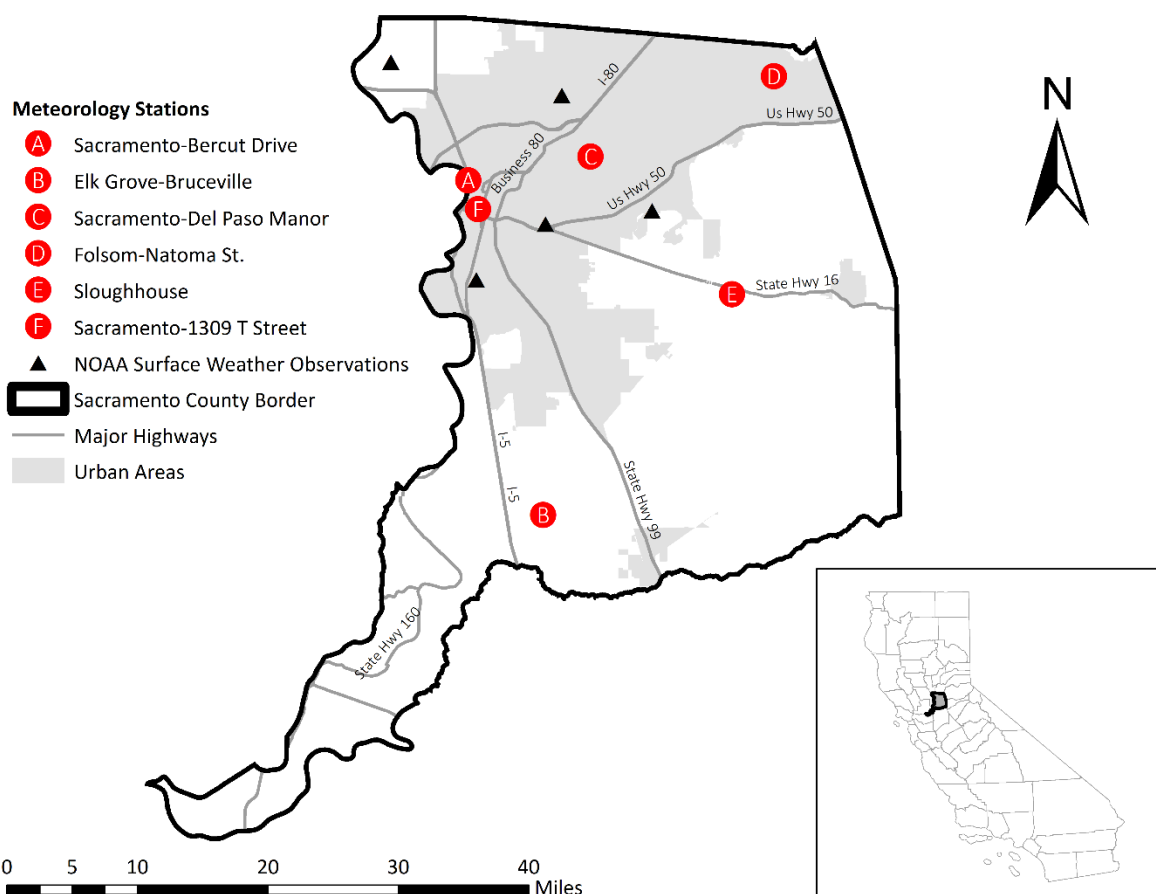 Meteorology Stations
A Sacramento-Bercut Drive
B Elk Grove-Bruceville
C Sacramento-Del Paso Manor
D Folsom-Natoma St.
E Sloughhouse
F Sacramento-1309 T Street
NOAA Surface Weather Observations
Sacramento County Border
Major Highways
Urban Areas
I-80
D
Us Hwy 50
N
Business 80
C
A
F
Us Hwy 50
State Hwy 16
E
I-5
I-5
State Hwy 99
B
State Hwy 160
0 5 10 20 30 40
Miles